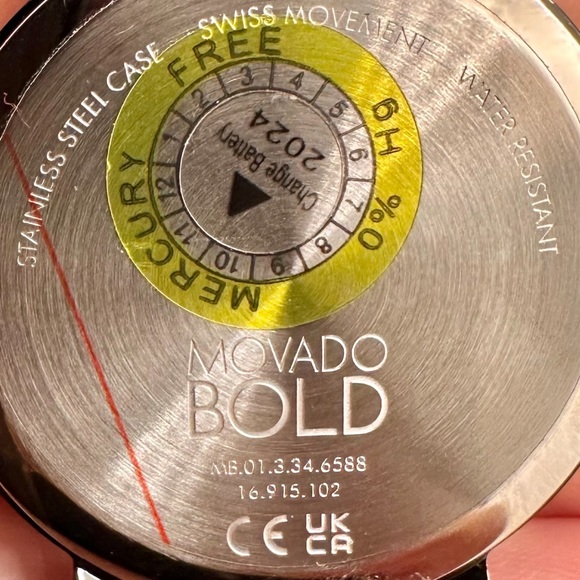 STAINLESS STEEL CASE
SWISS MOVEMENT
WATER RESISTANT
MERCURY FREE
0% Hg
1 2 3 4 5 6 7 8 9 10 11 12
Change Battery
2024
MOVADO
BOLD
MB.01.3.34.6588
16.915.102
CE UK
CA